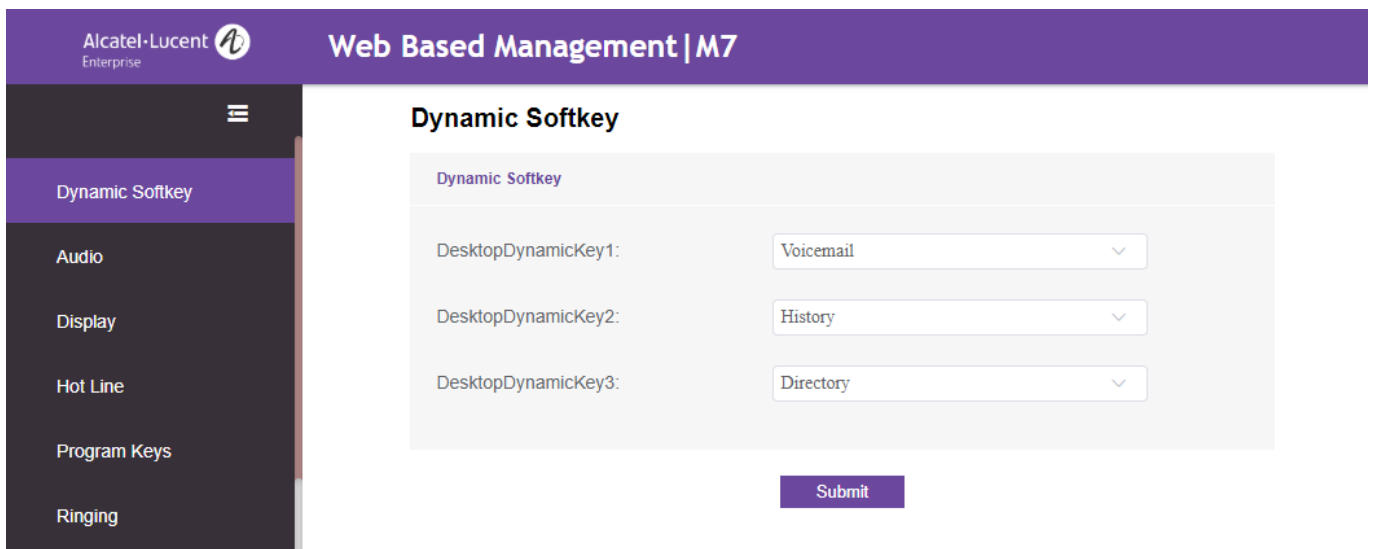 Alcatel·Lucent
Enterprise
Web Based Management|M7
Dynamic Softkey
Audio
Display
Hot Line
Program Keys
Ringing
Dynamic Softkey
Dynamic Softkey
DesktopDynamicKey1: Voicemail
DesktopDynamicKey2: History
DesktopDynamicKey3: Directory
Submit